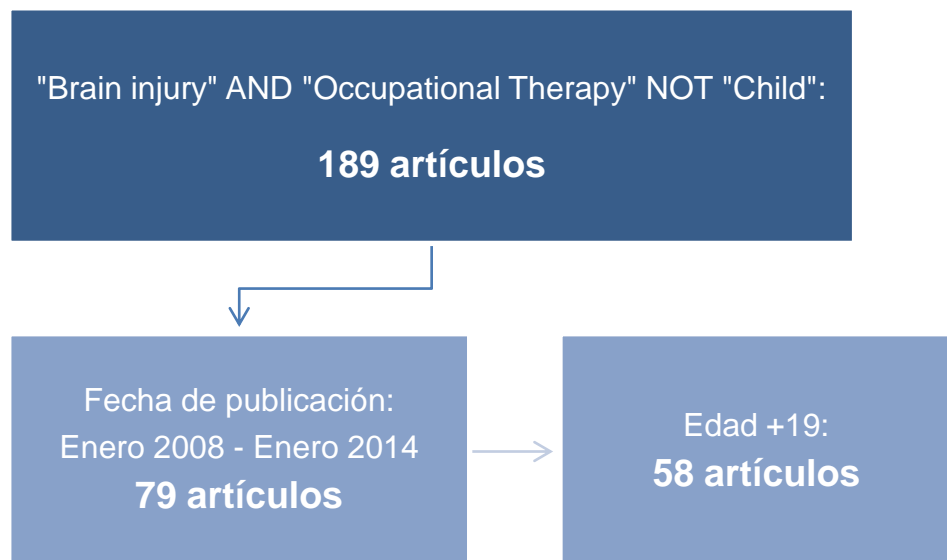 "Brain injury" AND "Occupational Therapy" NOT "Child":
189 artículos
Fecha de publicación:
Enero 2008 - Enero 2014
79 artículos
Edad +19:
58 artículos